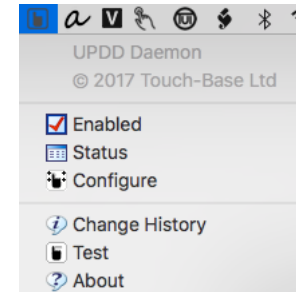 UPDD Daemon
© 2017 Touch-Base Ltd
Enabled
Status
Configure
Change History
Test
About